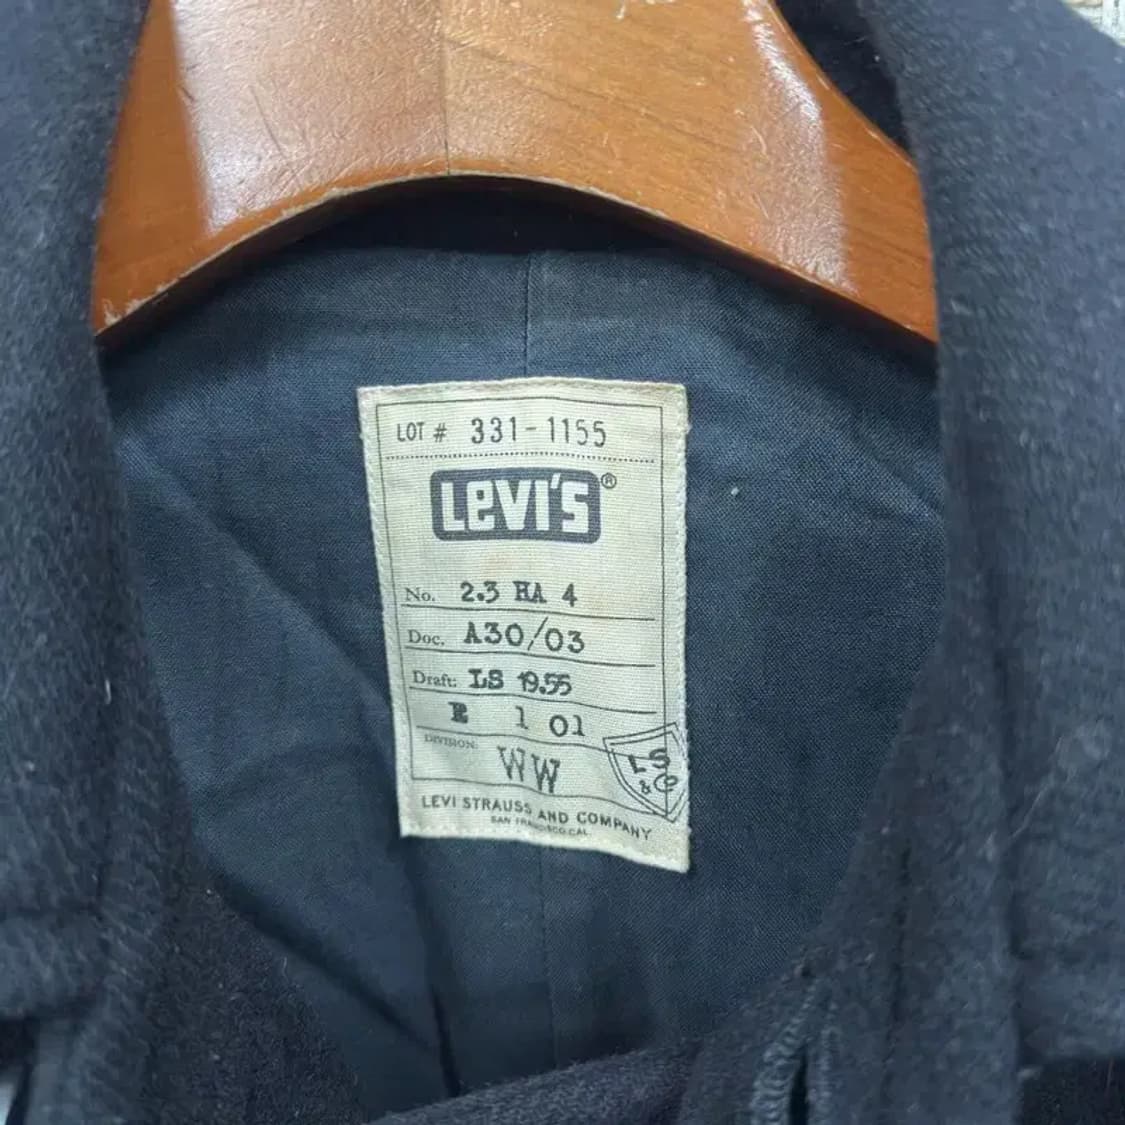 LOT # 331-1155
LEVI'S®
No. 2.3 HA 4
Doc. A30/03
Draft: LS 19.55
R 1 01
DIVISION: WW
LS
& Co
LEVI STRAUSS AND COMPANY
SAN FRANCISCO, CAL.